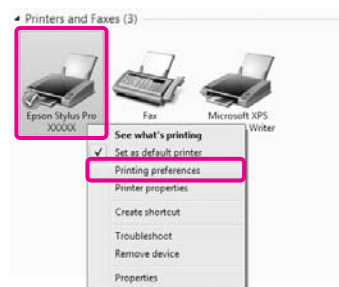 Printers and Faxes (3)
Epson Stylus Pro
XXXXX
Fax
Microsoft XPS
Writer
See what's printing
Set as default printer
Printing preferences
Printer properties
Create shortcut
Troubleshoot
Remove device
Properties